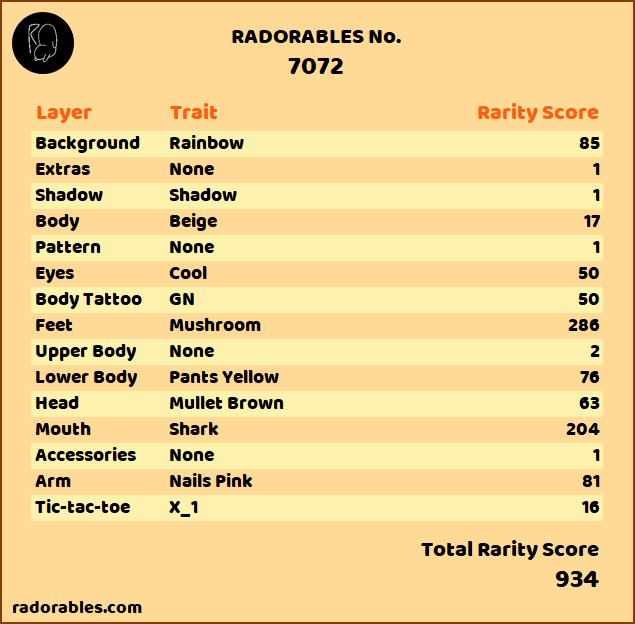 RADORABLES No.
7072
Layer Trait Rarity Score
Background Rainbow 85
Extras None 1
Shadow Shadow 1
Body Beige 17
Pattern None 1
Eyes Cool 50
Body Tattoo GN 50
Feet Mushroom 286
Upper Body None 2
Lower Body Pants Yellow 76
Head Mullet Brown 63
Mouth Shark 204
Accessories None 1
Arm Nails Pink 81
Tic-tac-toe X_1 16
Total Rarity Score
934
radorables.com